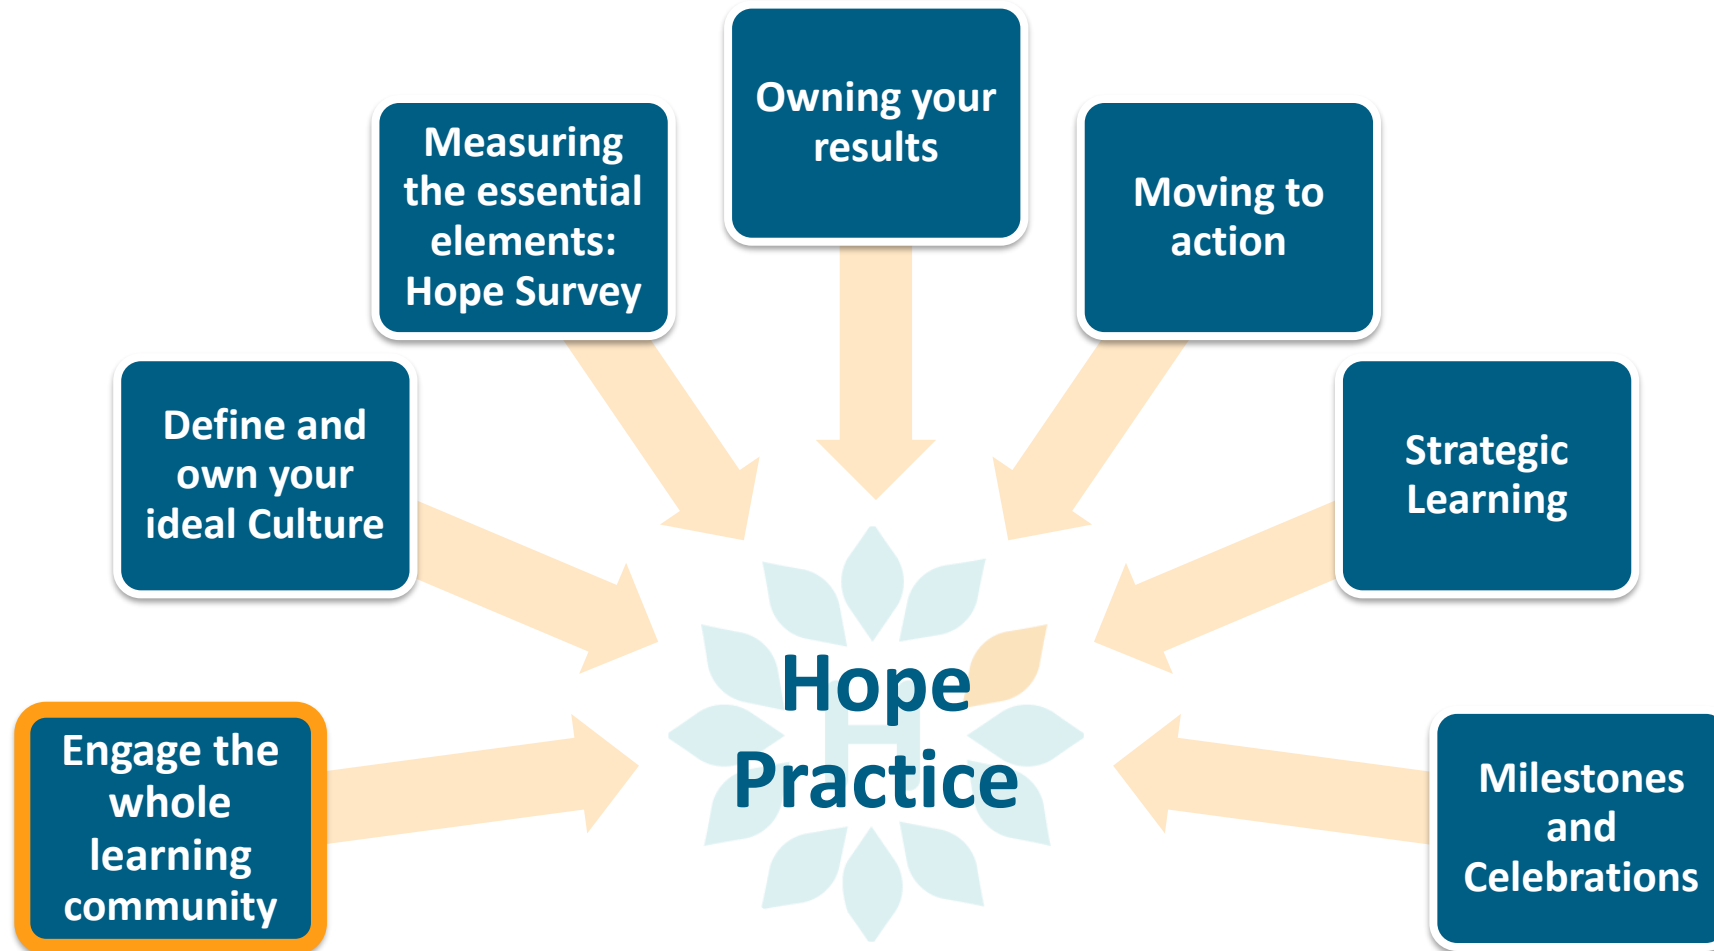 Owning your
results
Measuring
the essential
elements:
Hope Survey
Moving to
action
Define and
own your
ideal Culture
Strategic
Learning
Engage the
whole
learning
community
Milestones
and
Celebrations
H
Hope
Practice